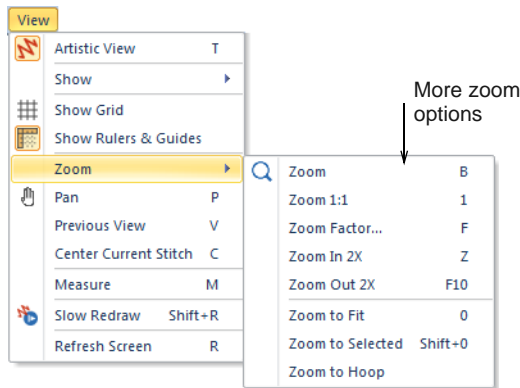 View
Artistic View T
Show
Show Grid
Show Rulers & Guides
Zoom
Pan P
Previous View V
Center Current Stitch C
Measure M
Slow Redraw Shift+R
Refresh Screen R
More zoom
options
Zoom B
Zoom 1:1 1
Zoom Factor... F
Zoom In 2X Z
Zoom Out 2X F10
Zoom to Fit 0
Zoom to Selected Shift+0
Zoom to Hoop